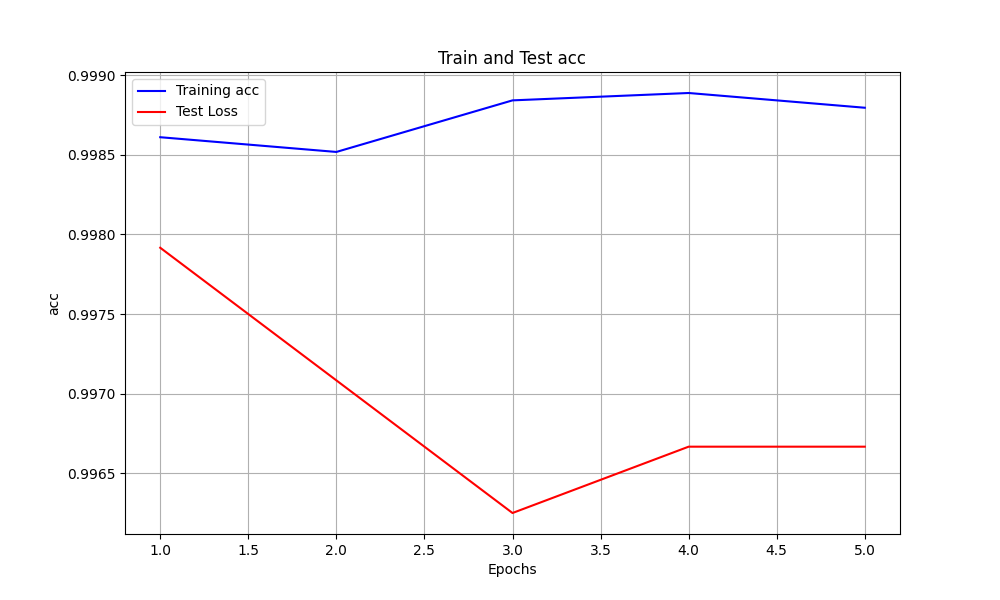 Train and Test acc
Training acc
Test Loss
0.9990
0.9985
0.9980
0.9975
0.9970
0.9965
acc
1.0 1.5 2.0 2.5 3.0 3.5 4.0 4.5 5.0
Epochs